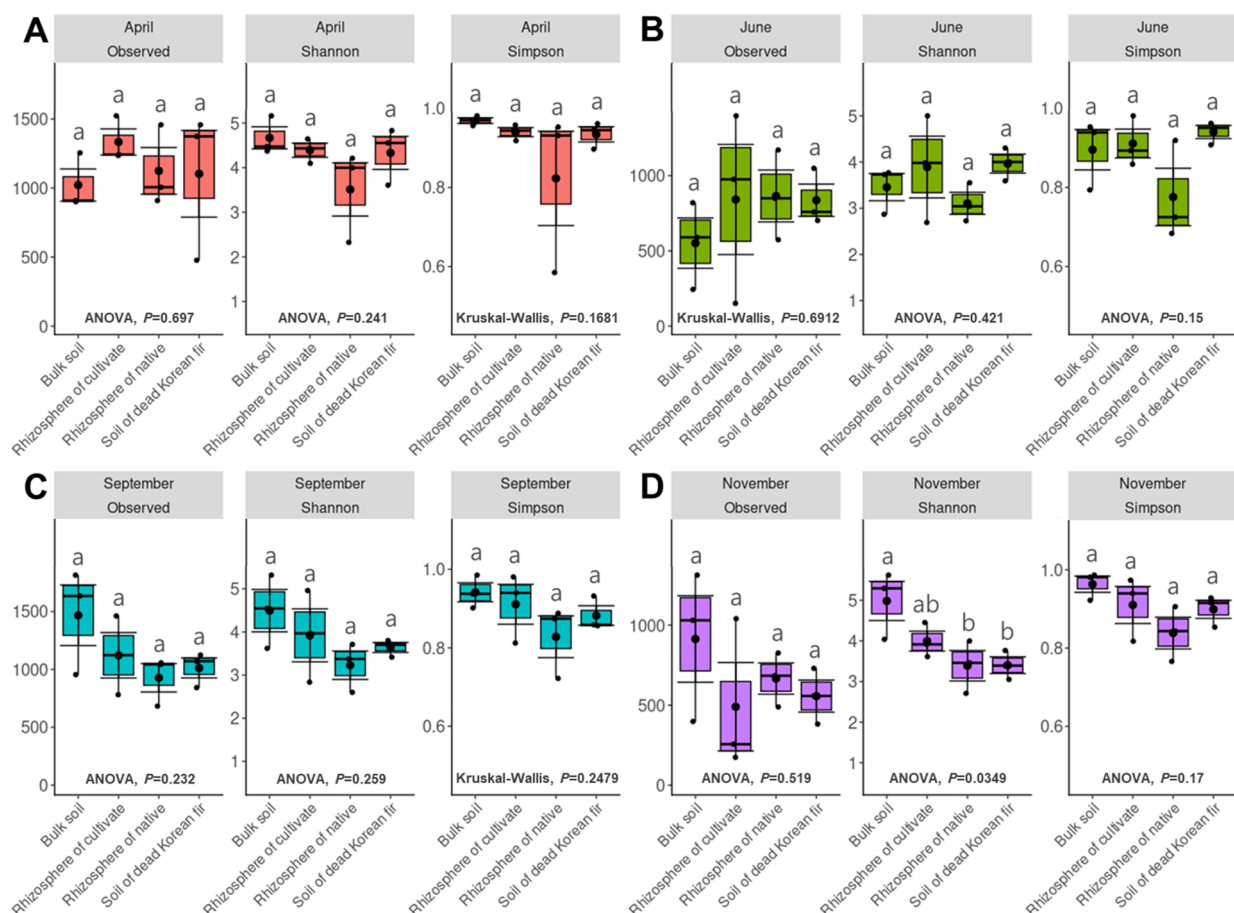 A
April
Observed
1500
1000
500
0
a
a
a
a
ANOVA, P=0.697
Bulk soil
Rhizosphere of cultivate
Rhizosphere of native
Soil of dead Korean fir
April
Shannon
5
4
3
2
1
a
a
a
a
ANOVA, P=0.241
Bulk soil
Rhizosphere of cultivate
Rhizosphere of native
Soil of dead Korean fir
April
Simpson
1.0
0.8
0.6
a
a
a
a
Kruskal-Wallis, P=0.1681
Bulk soil
Rhizosphere of cultivate
Rhizosphere of native
Soil of dead Korean fir
B
June
Observed
1000
500
0
a
a
a
a
Kruskal-Wallis, P=0.6912
Bulk soil
Rhizosphere of cultivate
Rhizosphere of native
Soil of dead Korean fir
June
Shannon
5
4
3
2
1
a
a
a
a
ANOVA, P=0.421
Bulk soil
Rhizosphere of cultivate
Rhizosphere of native
Soil of dead Korean fir
June
Simpson
1.0
0.8
0.6
a
a
a
a
ANOVA, P=0.15
Bulk soil
Rhizosphere of cultivate
Rhizosphere of native
Soil of dead Korean fir
C
September
Observed
1500
1000
500
0
a
a
a
a
ANOVA, P=0.232
Bulk soil
Rhizosphere of cultivate
Rhizosphere of native
Soil of dead Korean fir
September
Shannon
5
4
3
2
1
a
a
a
a
ANOVA, P=0.259
Bulk soil
Rhizosphere of cultivate
Rhizosphere of native
Soil of dead Korean fir
September
Simpson
1.0
0.8
0.6
a
a
a
a
Kruskal-Wallis, P=0.2479
Bulk soil
Rhizosphere of cultivate
Rhizosphere of native
Soil of dead Korean fir
D
November
Observed
1000
500
0
a
a
a
a
ANOVA, P=0.519
Bulk soil
Rhizosphere of cultivate
Rhizosphere of native
Soil of dead Korean fir
November
Shannon
5
4
3
2
1
a
ab
b
b
ANOVA, P=0.0349
Bulk soil
Rhizosphere of cultivate
Rhizosphere of native
Soil of dead Korean fir
November
Simpson
1.0
0.8
0.6
a
a
a
a
ANOVA, P=0.17
Bulk soil
Rhizosphere of cultivate
Rhizosphere of native
Soil of dead Korean fir